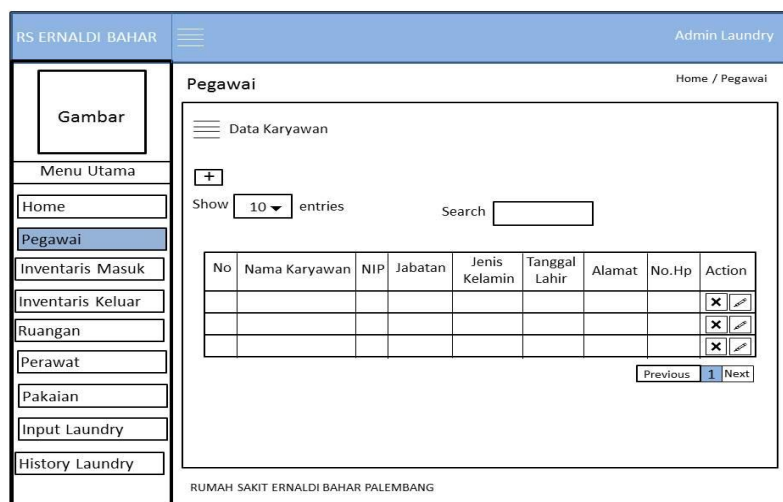 RS ERNALDI BAHAR
Admin Laundry
Gambar
Menu Utama
Home
Pegawai
Inventaris Masuk
Inventaris Keluar
Ruangan
Perawat
Pakaian
Input Laundry
History Laundry
Pegawai
Home / Pegawai
Data Karyawan
+
Show 10 entries
Search
No Nama Karyawan NIP Jabatan Jenis Kelamin Tanggal Lahir Alamat No.Hp Action
Previous 1 Next
RUMAH SAKIT ERNALDI BAHAR PALEMBANG